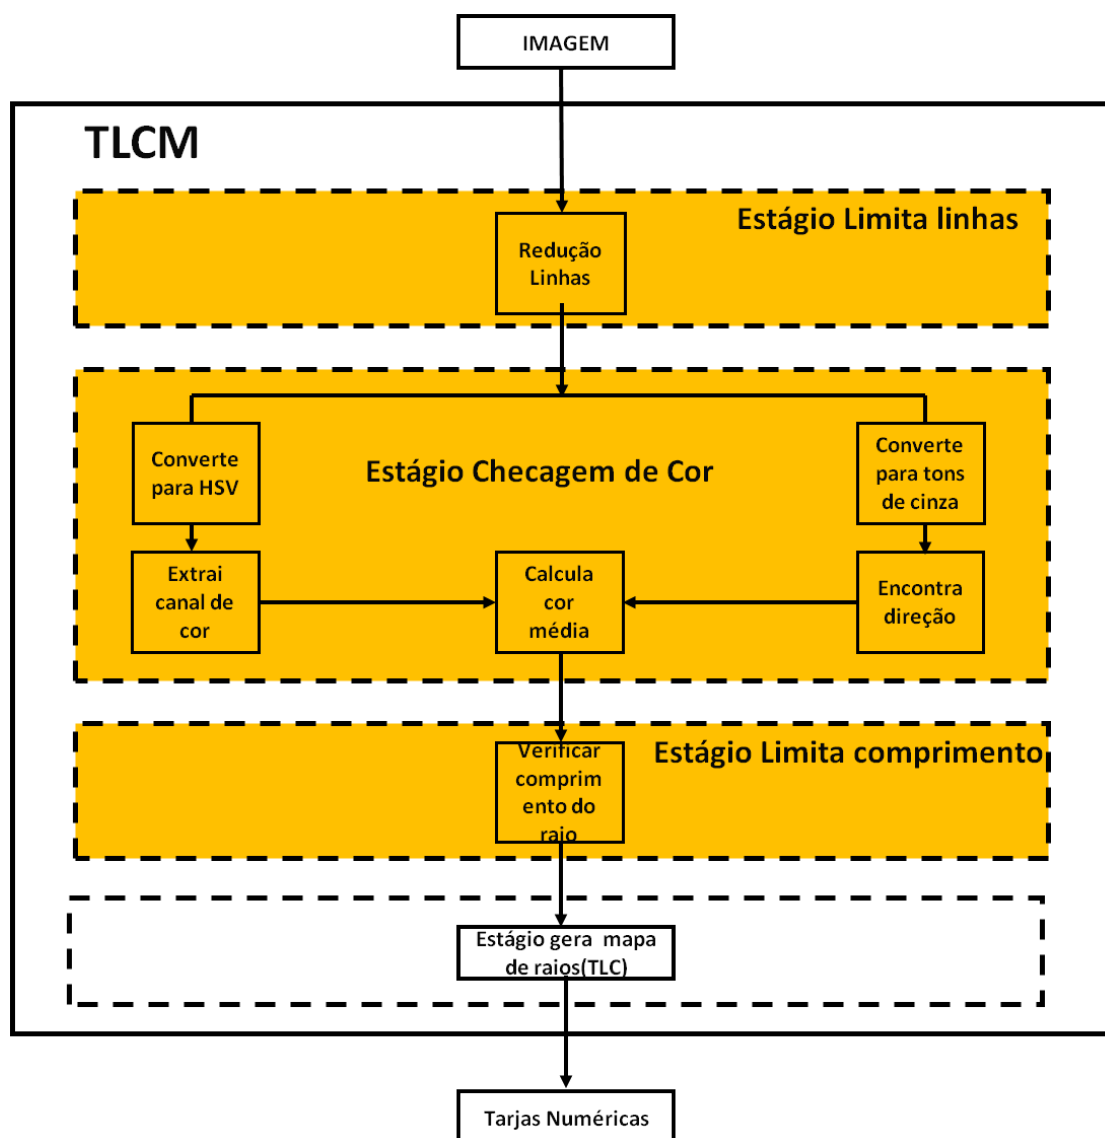 IMAGEM
TLCM
Estágio Limita linhas
Redução
Linhas
Converte
para HSV
Estágio Checagem de Cor
Converte
para tons
de cinza
Extrai
canal de
cor
Calcula
cor
média
Encontra
direção
Estágio Limita comprimento
Verificar
comprim
ento do
raio
Estágio gera mapa
de raios(TLC)
Tarjas Numéricas